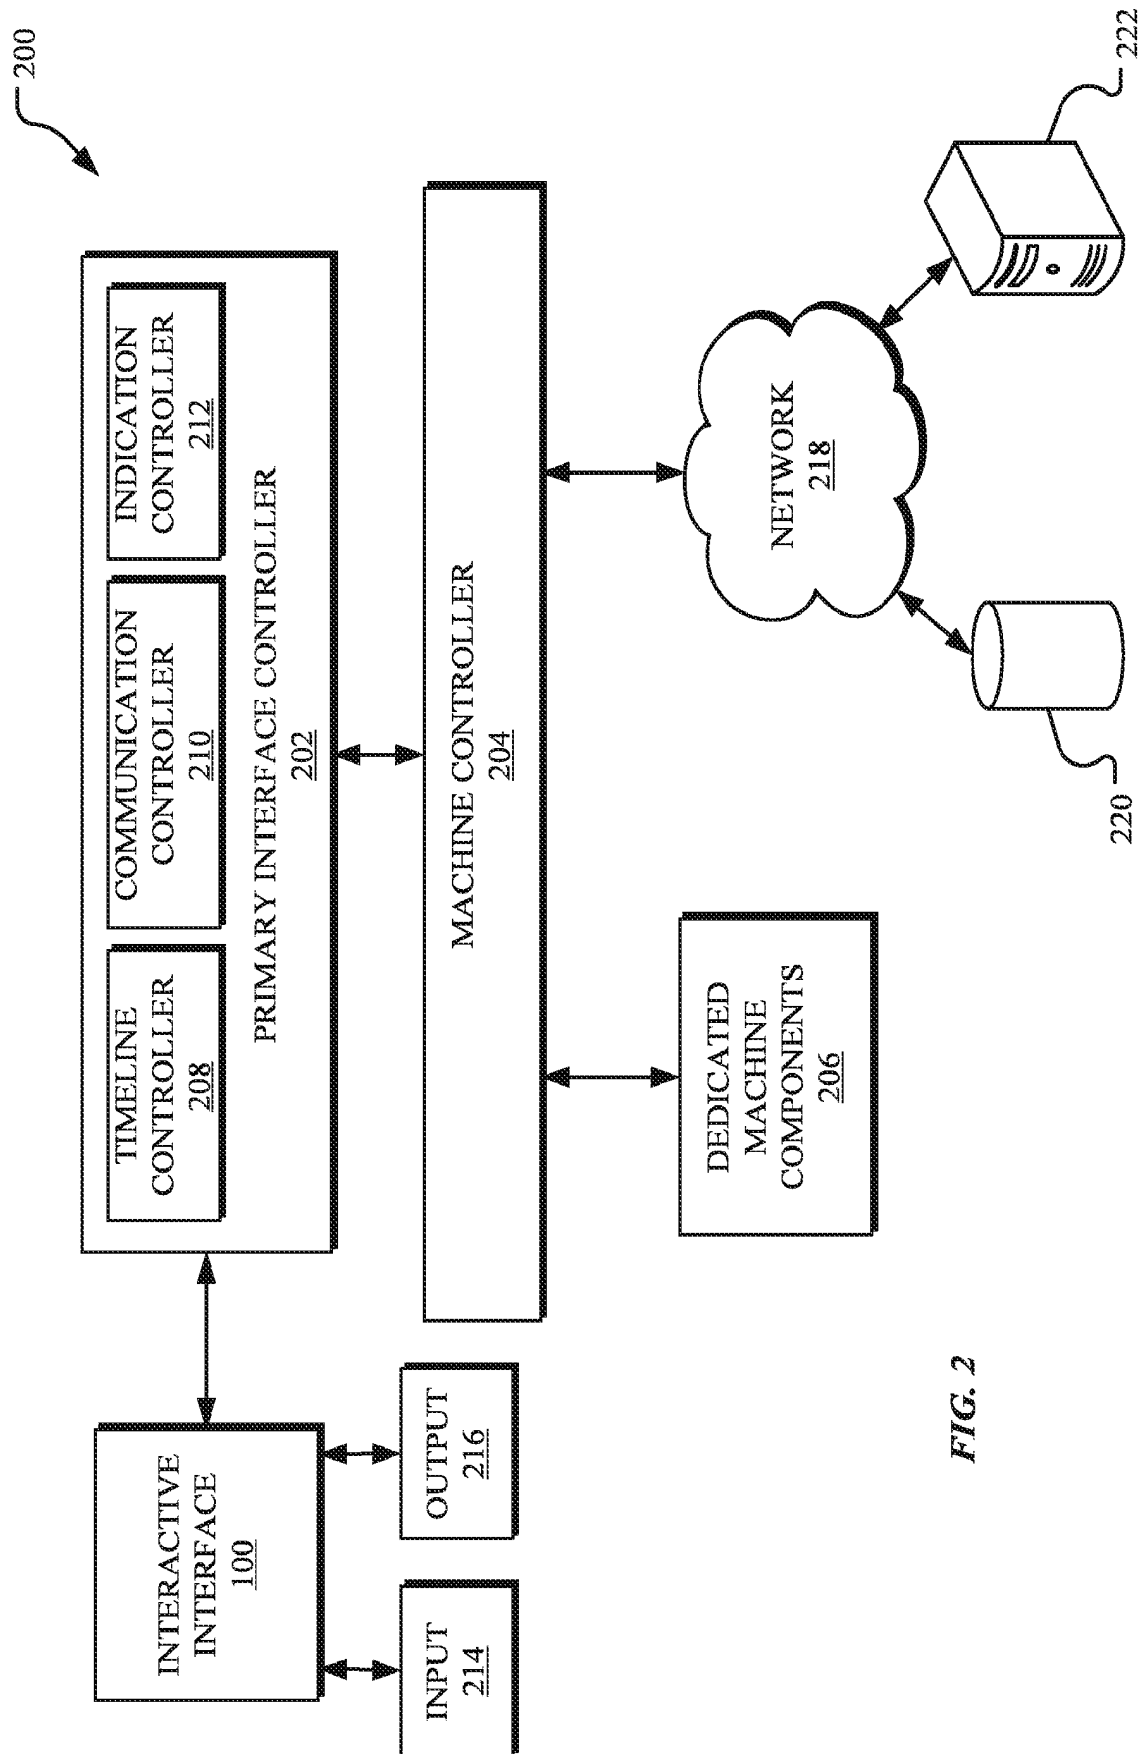 200
INTERACTIVE
INTERFACE
100
TIMELINE
CONTROLLER
208
COMMUNICATION
CONTROLLER
210
INDICATION
CONTROLLER
212
PRIMARY INTERFACE CONTROLLER
202
INPUT
214
OUTPUT
216
MACHINE CONTROLLER
204
DEDICATED
MACHINE
COMPONENTS
206
NETWORK
218
220
222
FIG. 2